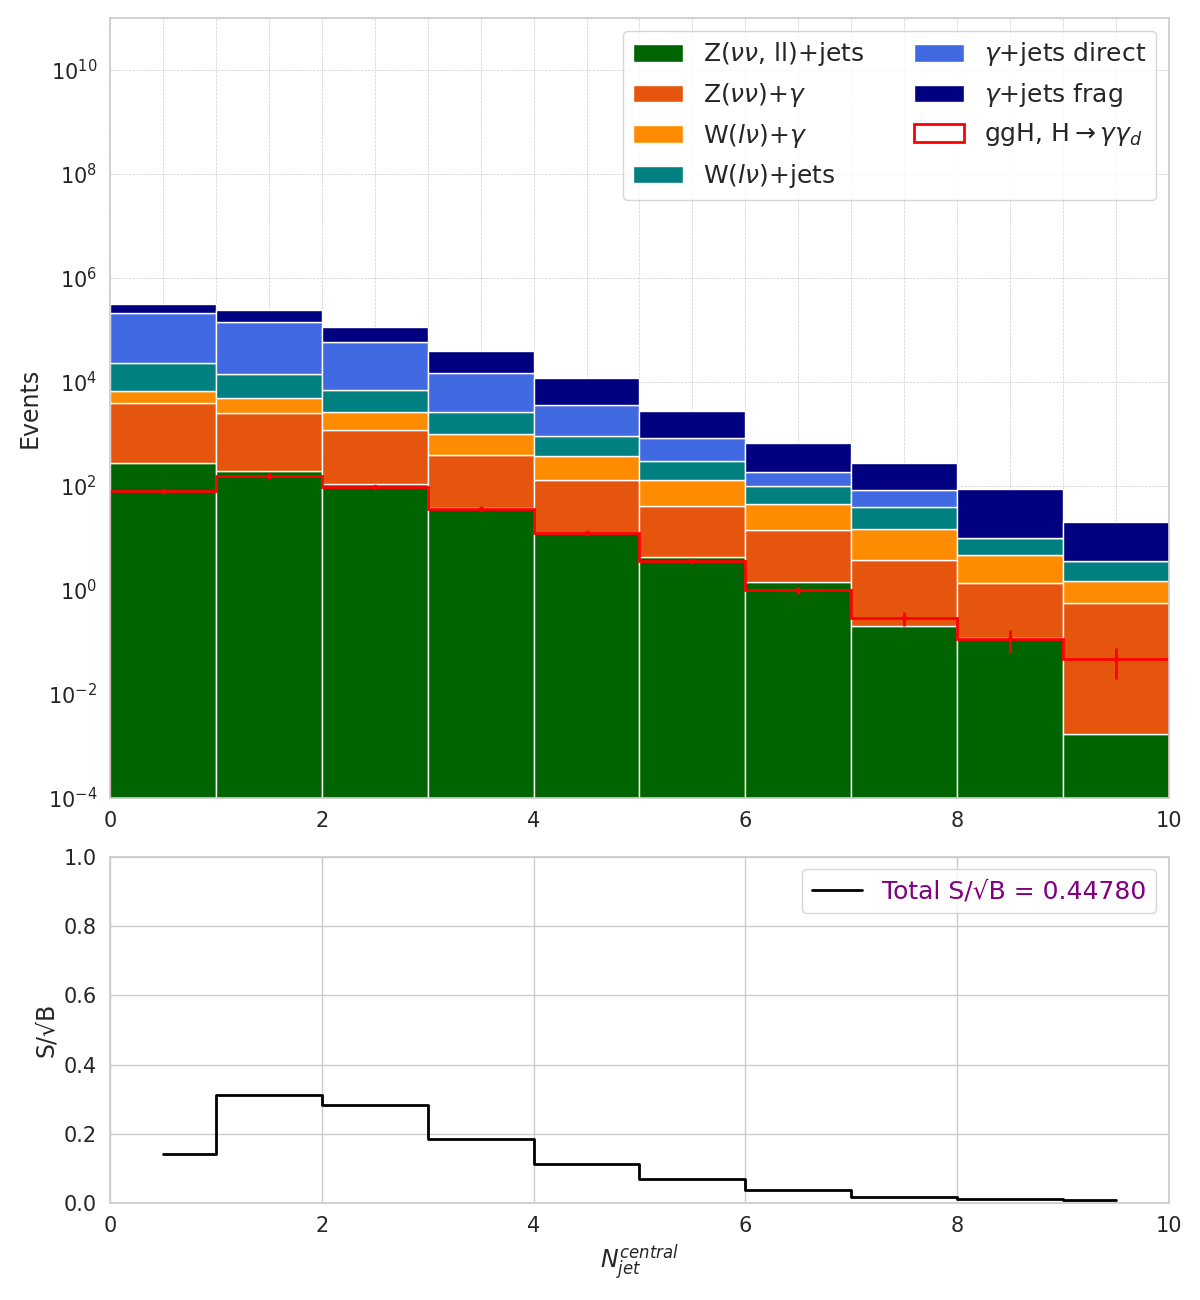 Z(νν, ll)+jets
Z(νν)+γ
W(lν)+γ
W(lν)+jets
γ+jets direct
γ+jets frag
ggH, H→γγ_d
Events
10^10
10^8
10^6
10^4
10^2
10^0
10^−2
10^−4
0 2 4 6 8 10
Total S/√B = 0.44780
S/√B
1.0
0.8
0.6
0.4
0.2
0.0
0 2 4 6 8 10
N_jet^central